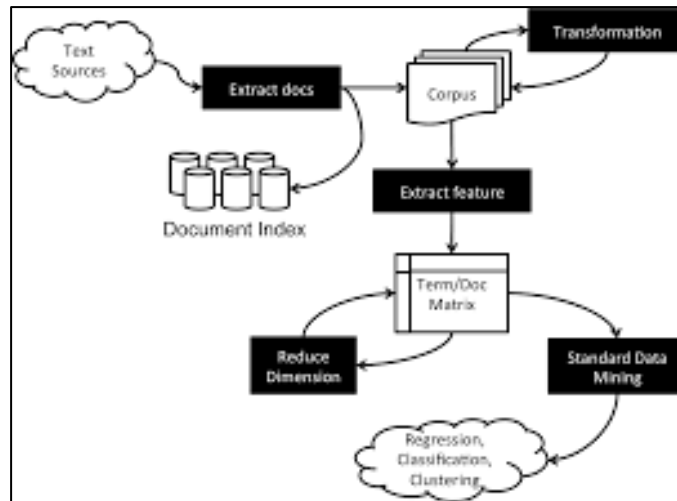 Text
Sources
Transformation
Extract docs
Corpus
Extract feature
Document Index
Term/Doc
Matrix
Reduce
Dimension
Standard Data
Mining
Regression,
Classification,
Clustering